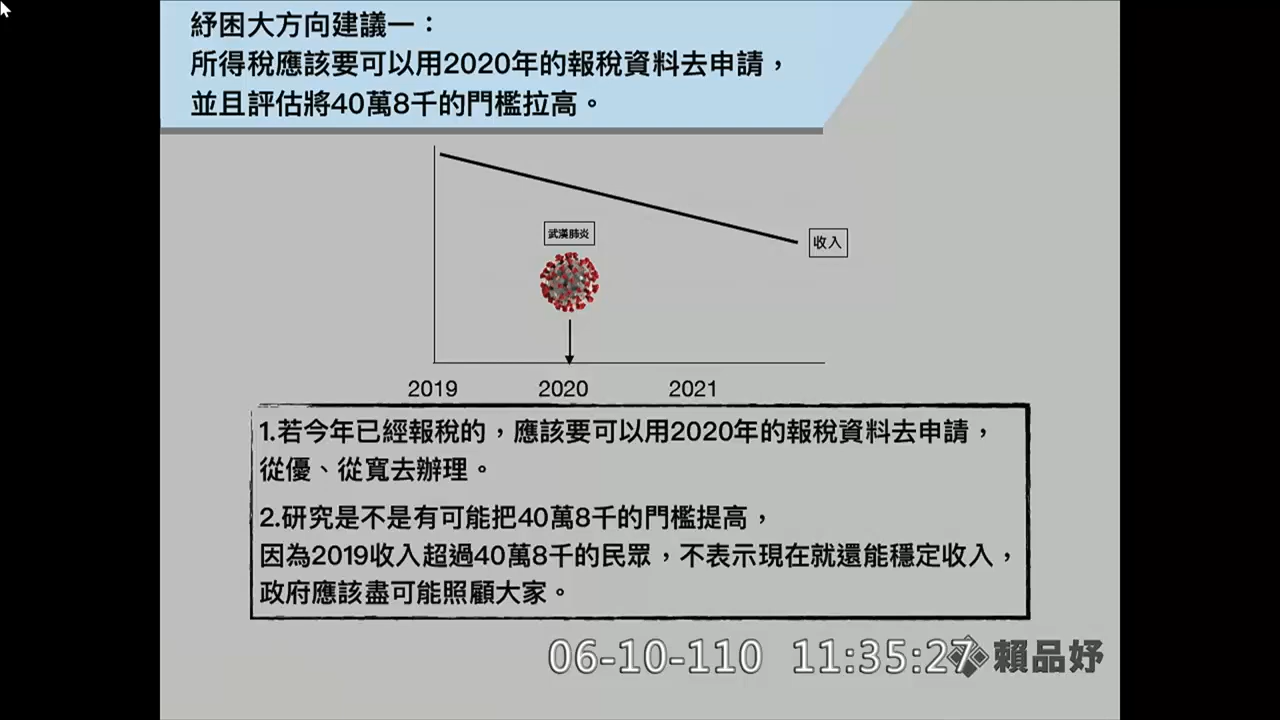 紓困大方向建議一：
所得稅應該要可以用2020年的報稅資料去申請，
並且評估將40萬8千的門檻拉高。
武漢肺炎
收入
2019 2020 2021
1.若今年已經報稅的，應該要可以用2020年的報稅資料去申請，
從優、從寬去辦理。
2.研究是不是有可能把40萬8千的門檻提高，
因為2019收入超過40萬8千的民眾，不表示現在就還能穩定收入，
政府應該盡可能照顧大家。
06-10-110 11:35:27
賴品妤